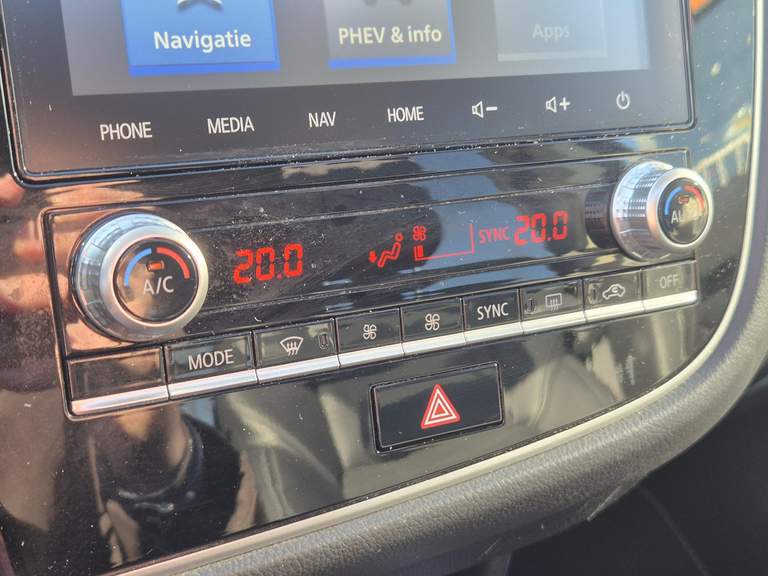 Navigatie
PHEV & info
Apps
PHONE MEDIA NAV HOME
A/C
20.0
SYNC 20.0
MODE
SYNC
OFF